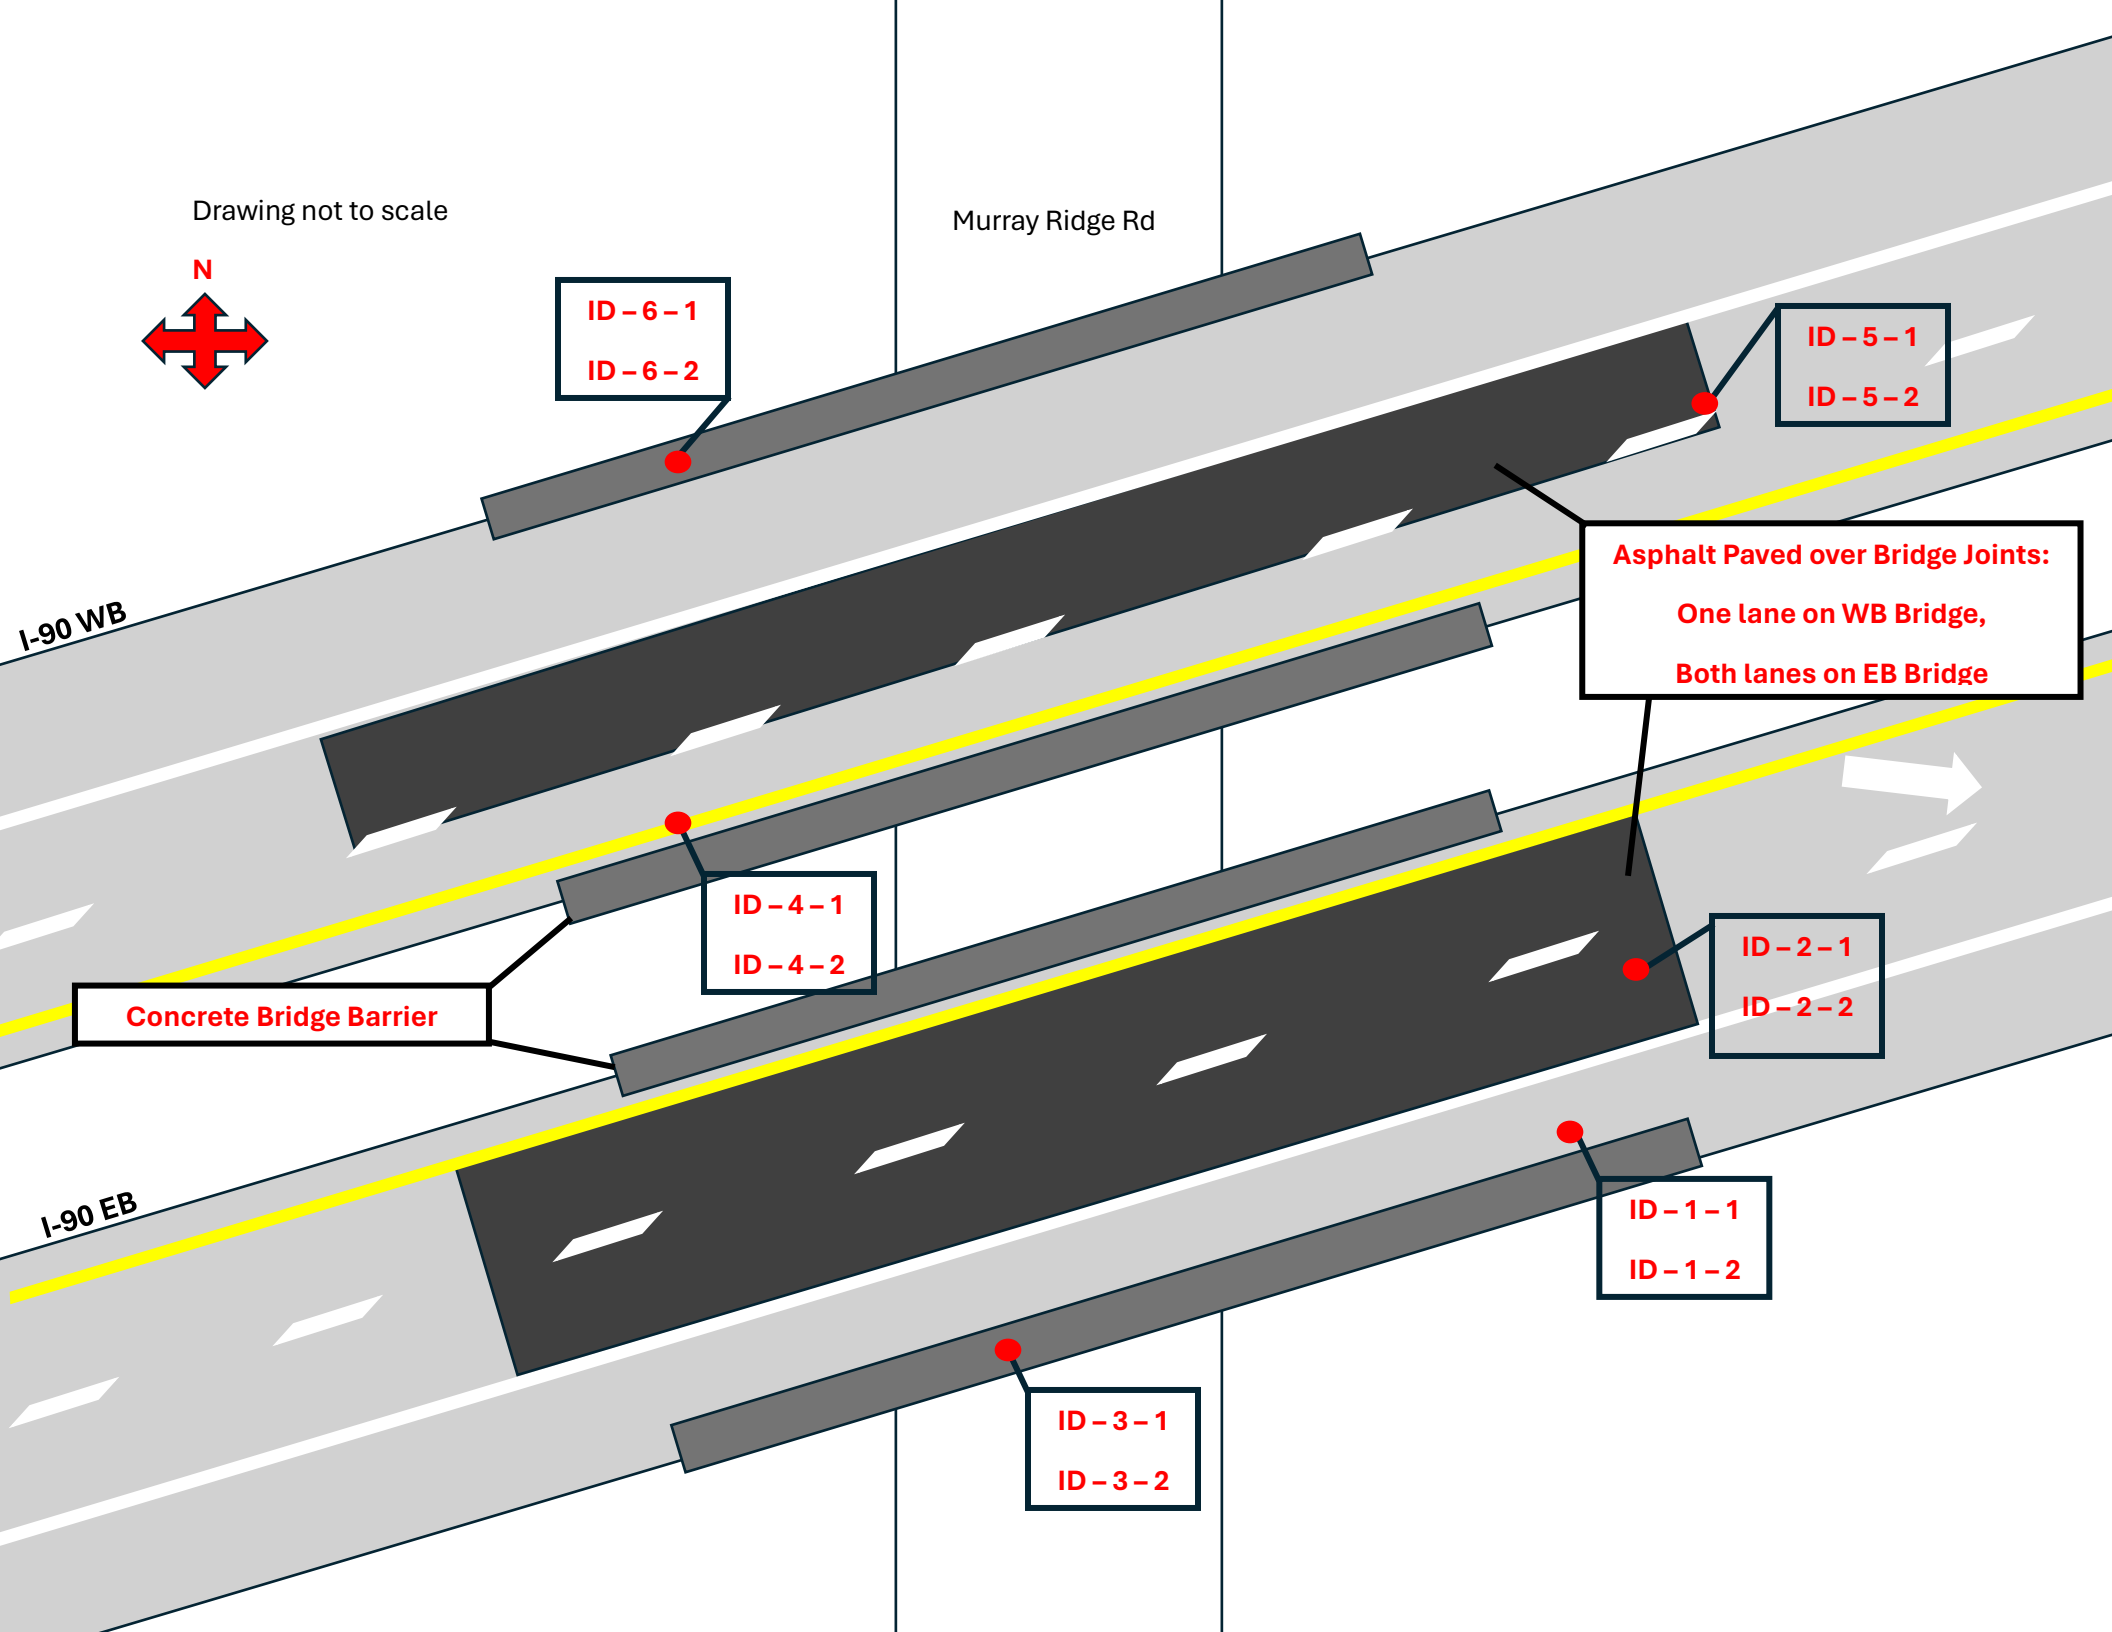 Drawing not to scale
Murray Ridge Rd
N
ID – 6 – 1
ID – 6 – 2
ID – 5 – 1
ID – 5 – 2
Asphalt Paved over Bridge Joints:
One lane on WB Bridge,
Both lanes on EB Bridge
I-90 WB
ID – 4 – 1
ID – 4 – 2
ID – 2 – 1
ID – 2 – 2
Concrete Bridge Barrier
I-90 EB
ID – 1 – 1
ID – 1 – 2
ID – 3 – 1
ID – 3 – 2